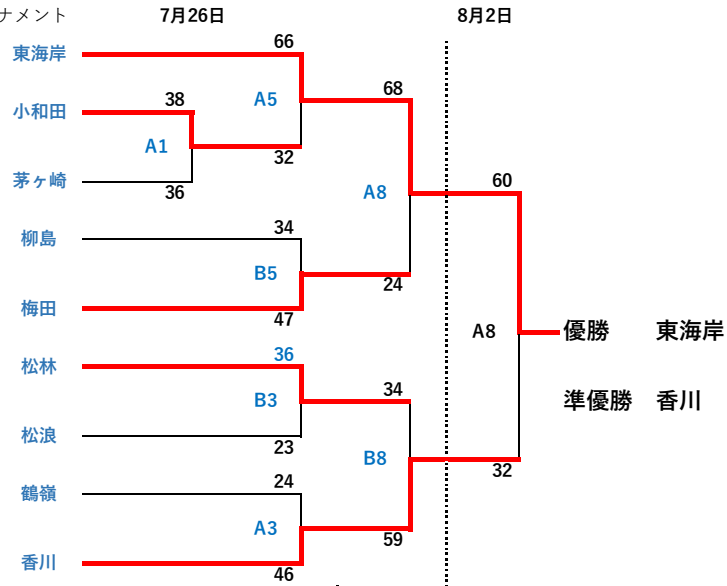 ナメント 7月26日 8月2日
66
東海岸
A5 68
38
小和田
A1
32
茅ヶ崎
36
A8 60
34
柳島
B5
24
梅田
47
A8 優勝 東海岸
36
松林
34
B3 準優勝 香川
松浪
23
B8
32
24
鶴嶺
A3
59
香川
46